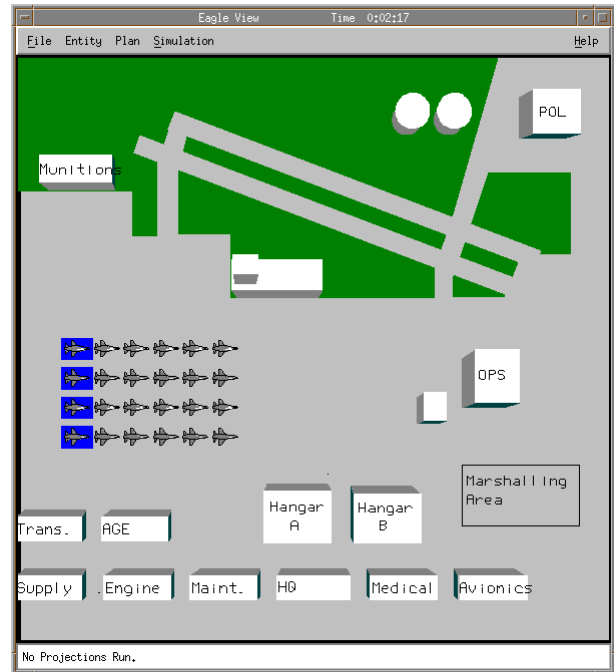 Eagle View Time 0:02:17
File Entity Plan Simulation Help
POL
Munitions
OPS
Marshalling
Area
Hangar
A
Hangar
B
Trans. AGE
Supply .Engine Maint. HQ Medical Avionics
No Projections Run.